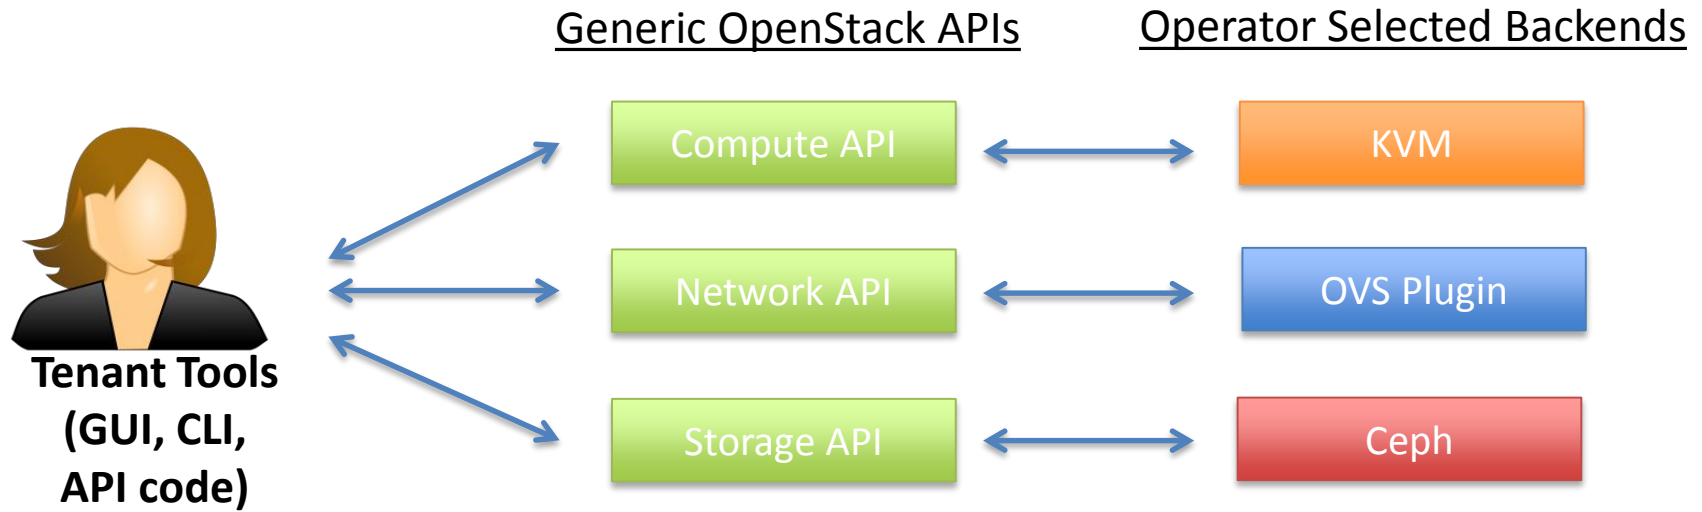 Generic OpenStack APIs
Operator Selected Backends
Compute API
KVM
Network API
OVS Plugin
Storage API
Ceph
Tenant Tools
(GUI, CLI,
API code)